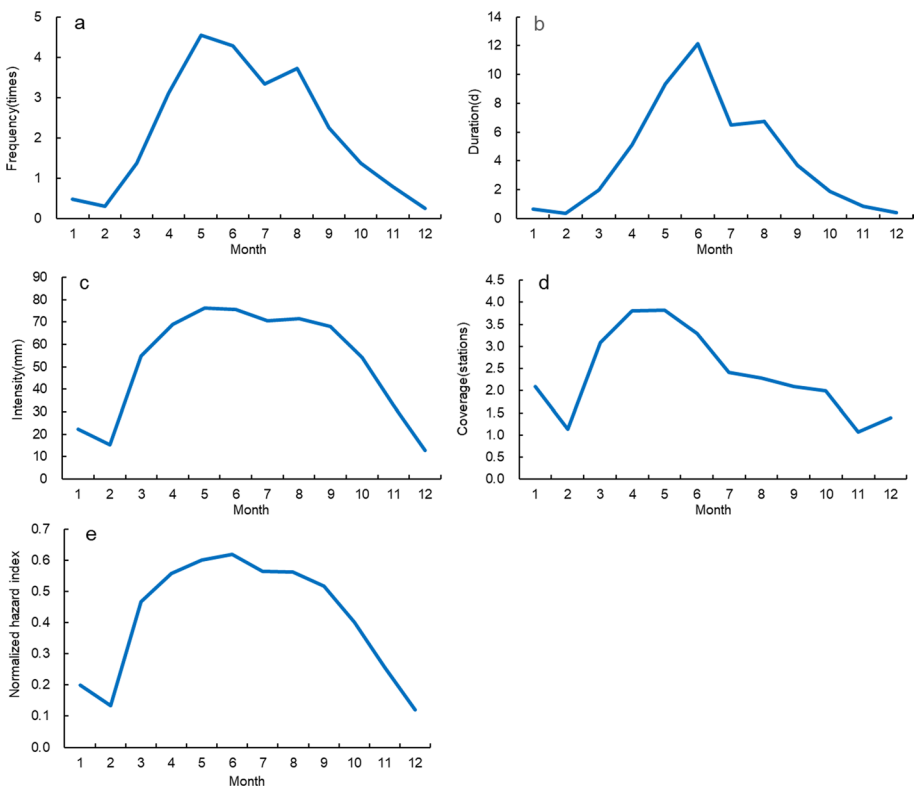 a
Frequency(times)
5
4
3
2
1
0
1 2 3 4 5 6 7 8 9 10 11 12
Month
b
Duration(d)
14
12
10
8
6
4
2
0
1 2 3 4 5 6 7 8 9 10 11 12
Month
c
Intensity(mm)
90
80
70
60
50
40
30
20
10
0
1 2 3 4 5 6 7 8 9 10 11 12
Month
d
Coverage(stations)
4.5
4.0
3.5
3.0
2.5
2.0
1.5
1.0
0.5
0.0
1 2 3 4 5 6 7 8 9 10 11 12
Month
e
Normalized hazard index
0.7
0.6
0.5
0.4
0.3
0.2
0.1
0.0
1 2 3 4 5 6 7 8 9 10 11 12
Month